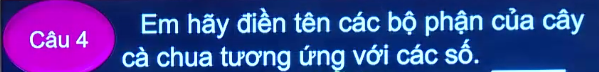 Câu 4
Em hãy điền tên các bộ phận của cây
cà chua tương ứng với các số.